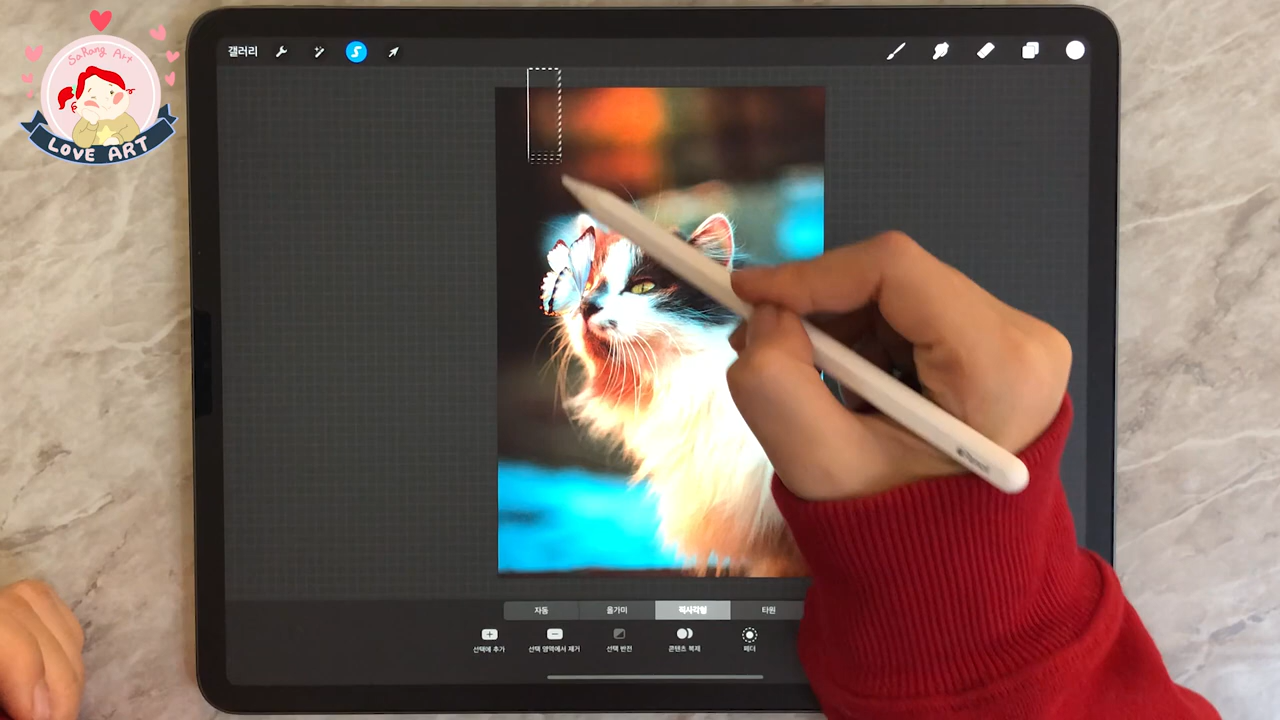 SaRong Art
LOVE ART
갤러리
자동
올가미
직사각형
타원
선택에 추가
선택 영역에서 제거
선택 반전
콘텐츠 복제
페더
Pencil